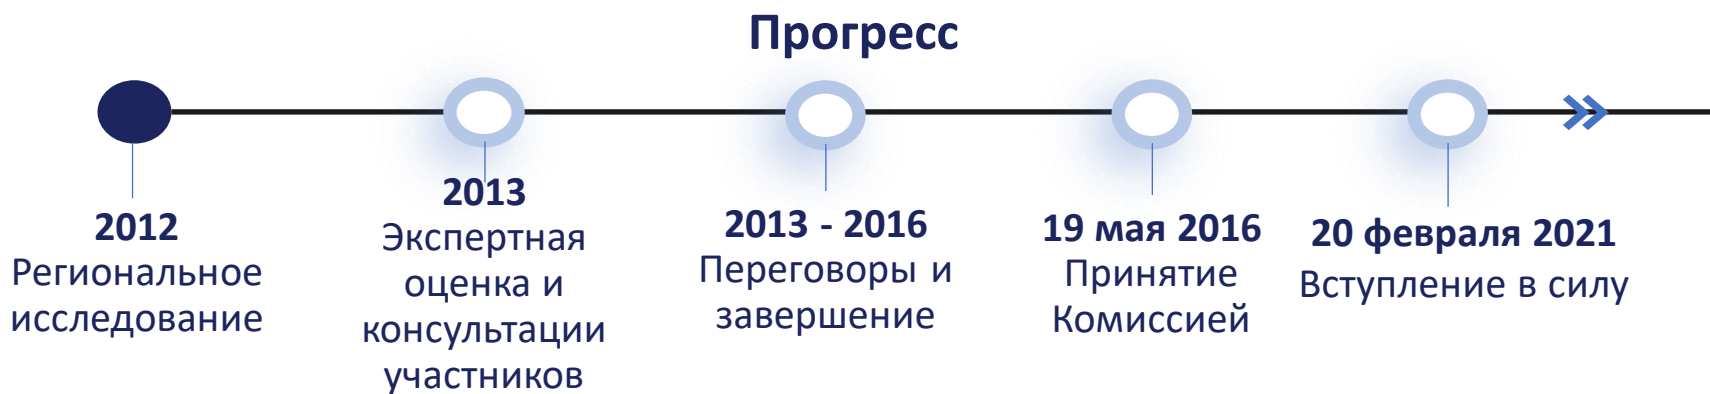 Прогресс
2012
Региональное
исследование
2013
Экспертная
оценка и
консультации
участников
2013 - 2016
Переговоры и
завершение
19 мая 2016
Принятие
Комиссией
20 февраля 2021
Вступление в силу